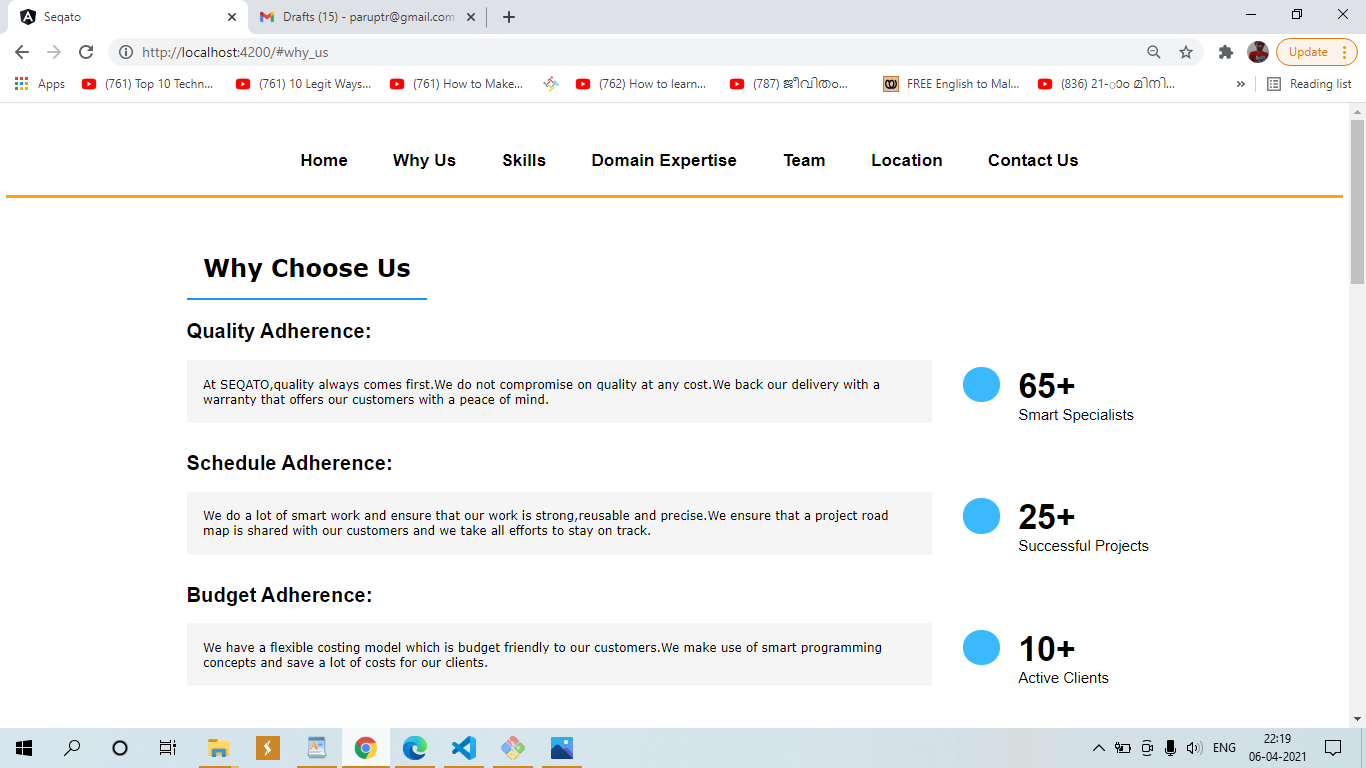 Seqato
Drafts (15) - paruptr@gmail.com
http://localhost:4200/#why_us
Update
Apps
(761) Top 10 Techn...
(761) 10 Legit Ways...
(761) How to Make...
(762) How to learn...
(787) ജീവിതം...
FREE English to Mal...
(836) 21-ാം മിനി...
»
Reading list
Home
Why Us
Skills
Domain Expertise
Team
Location
Contact Us
Why Choose Us
Quality Adherence:
At SEQATO,quality always comes first.We do not compromise on quality at any cost.We back our delivery with a
warranty that offers our customers with a peace of mind.
65+
Smart Specialists
Schedule Adherence:
We do a lot of smart work and ensure that our work is strong,reusable and precise.We ensure that a project road
map is shared with our customers and we take all efforts to stay on track.
25+
Successful Projects
Budget Adherence:
We have a flexible costing model which is budget friendly to our customers.We make use of smart programming
concepts and save a lot of costs for our clients.
10+
Active Clients
ENG
22:19
06-04-2021